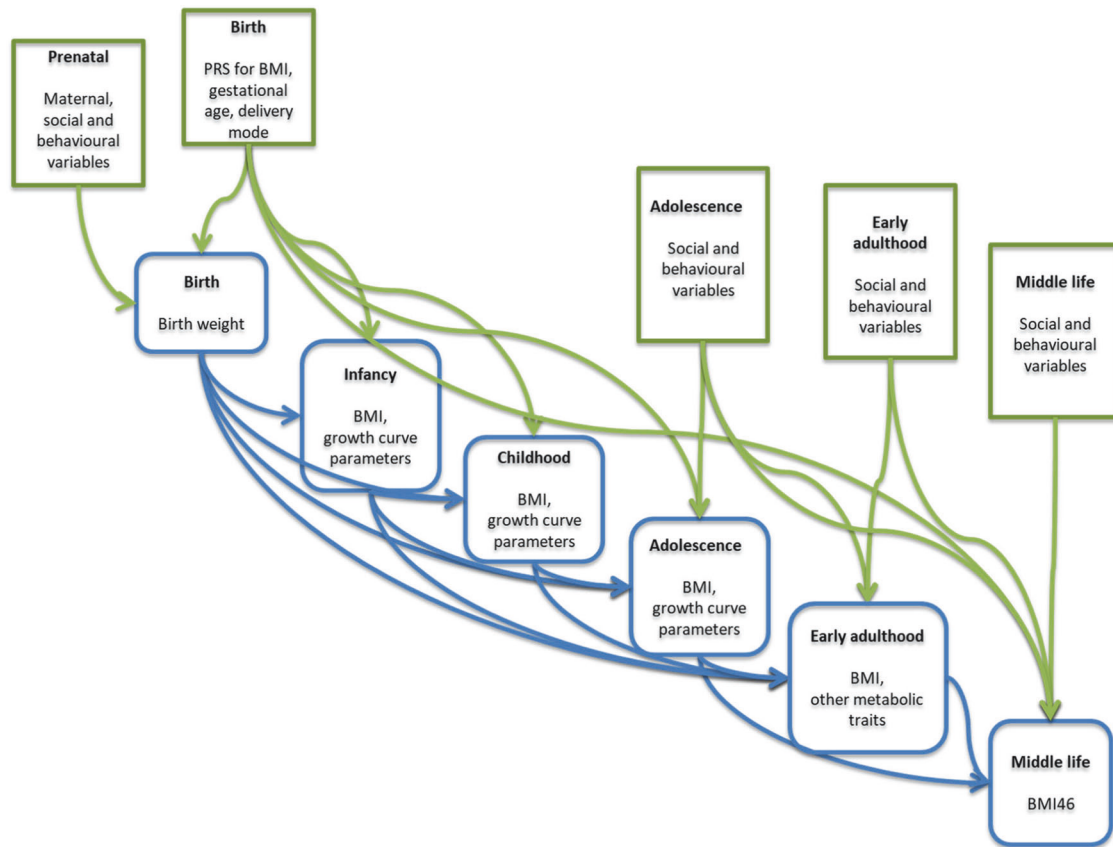 Prenatal
Maternal,
social and
behavioural
variables
Birth
PRS for BMI,
gestational
age, delivery
mode
Adolescence
Social and
behavioural
variables
Early
adulthood
Social and
behavioural
variables
Middle life
Social and
behavioural
variables
Birth
Birth weight
Infancy
BMI,
growth curve
parameters
Childhood
BMI,
growth curve
parameters
Adolescence
BMI,
growth curve
parameters
Early adulthood
BMI,
other metabolic
traits
Middle life
BMI46